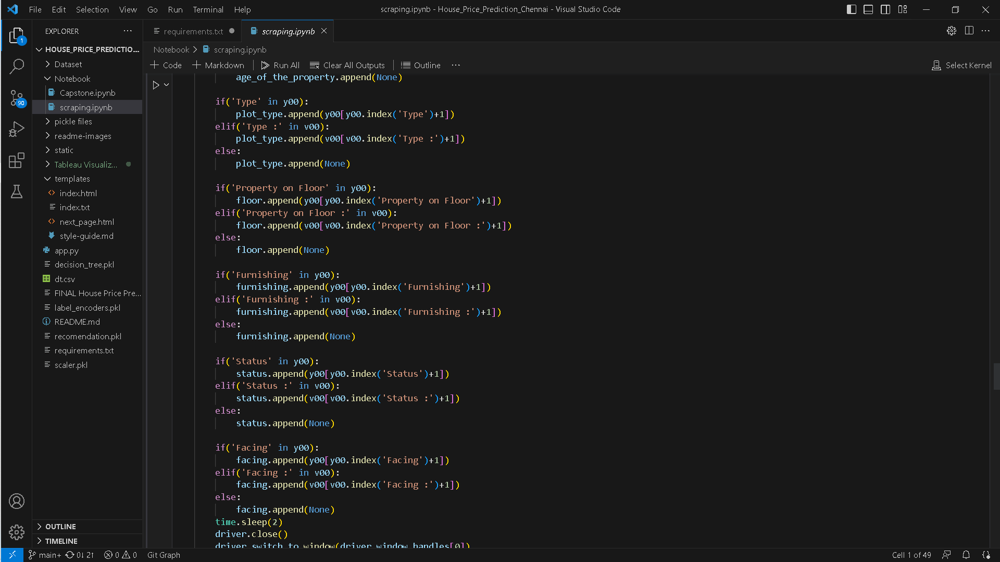 File Edit Selection View Go Run Terminal Help
scraping.ipynb - House_Price_Prediction_Chennai - Visual Studio Code
EXPLORER
requirements.txt
scraping.ipynb
1
HOUSE_PRICE_PREDICTIO...
Dataset
Notebook
Capstone.ipynb
scraping.ipynb
90
pickle files
readme-images
static
Tableau Visualiz...
templates
index.html
index.txt
next_page.html
style-guide.md
app.py
decision_tree.pkl
dt.csv
FINAL House Price Pre...
label_encoders.pkl
README.md
recomendation.pkl
requirements.txt
scaler.pkl
OUTLINE
TIMELINE
Notebook > scraping.ipynb
Code Markdown Run All Clear All Outputs Outline
Select Kernel
age_of_the_property.append(None)
if('Type' in y00):
plot_type.append(y00[y00.index('Type')+1])
elif('Type :' in v00):
plot_type.append(v00[v00.index('Type :')+1])
else:
plot_type.append(None)
if('Property on Floor' in y00):
floor.append(y00[y00.index('Property on Floor')+1])
elif('Property on Floor :' in v00):
floor.append(v00[v00.index('Property on Floor :')+1])
else:
floor.append(None)
if('Furnishing' in y00):
furnishing.append(y00[y00.index('Furnishing')+1])
elif('Furnishing :' in v00):
furnishing.append(v00[v00.index('Furnishing :')+1])
else:
furnishing.append(None)
if('Status' in y00):
status.append(y00[y00.index('Status')+1])
elif('Status :' in v00):
status.append(v00[v00.index('Status :')+1])
else:
status.append(None)
if('Facing' in y00):
facing.append(y00[y00.index('Facing')+1])
elif('Facing :' in v00):
facing.append(v00[v00.index('Facing :')+1])
else:
facing.append(None)
time.sleep(2)
driver.close()
driver.switch_to.window(driver.window_handles[0])
main+ 0↓ 2↑ 0 0 Git Graph
Cell 1 of 49